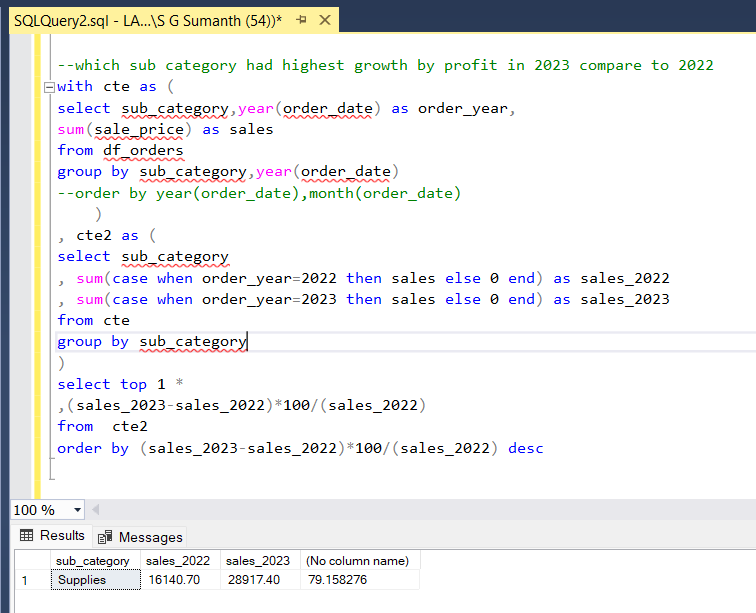 SQLQuery2.sql - LA...\S G Sumanth (54))*
--which sub category had highest growth by profit in 2023 compare to 2022
with cte as (
select sub_category,year(order_date) as order_year,
sum(sale_price) as sales
from df_orders
group by sub_category,year(order_date)
--order by year(order_date),month(order_date)
)
, cte2 as (
select sub_category
, sum(case when order_year=2022 then sales else 0 end) as sales_2022
, sum(case when order_year=2023 then sales else 0 end) as sales_2023
from cte
group by sub_category
)
select top 1 *
,(sales_2023-sales_2022)*100/(sales_2022)
from  cte2
order by (sales_2023-sales_2022)*100/(sales_2022) desc
100 %
Results Messages
sub_category sales_2022 sales_2023 (No column name)
1 Supplies 16140.70 28917.40 79.158276